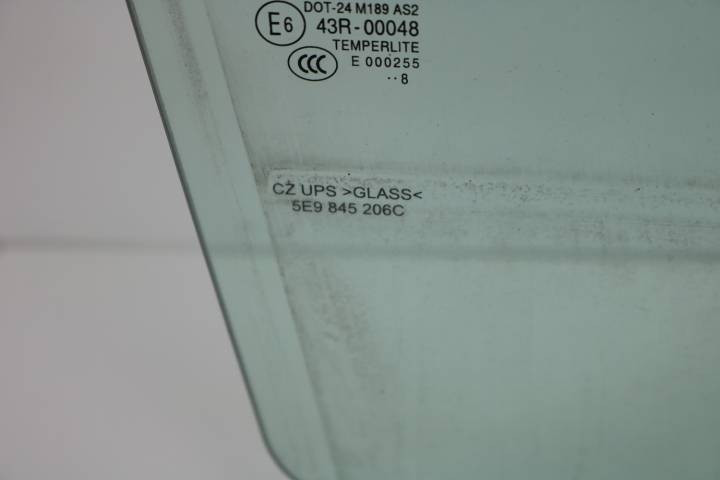 DOT-24 M189 AS2
E6 43R-00048
TEMPERLITE
CCC E 000255
··8
CZ UPS >GLASS<
5E9 845 206C